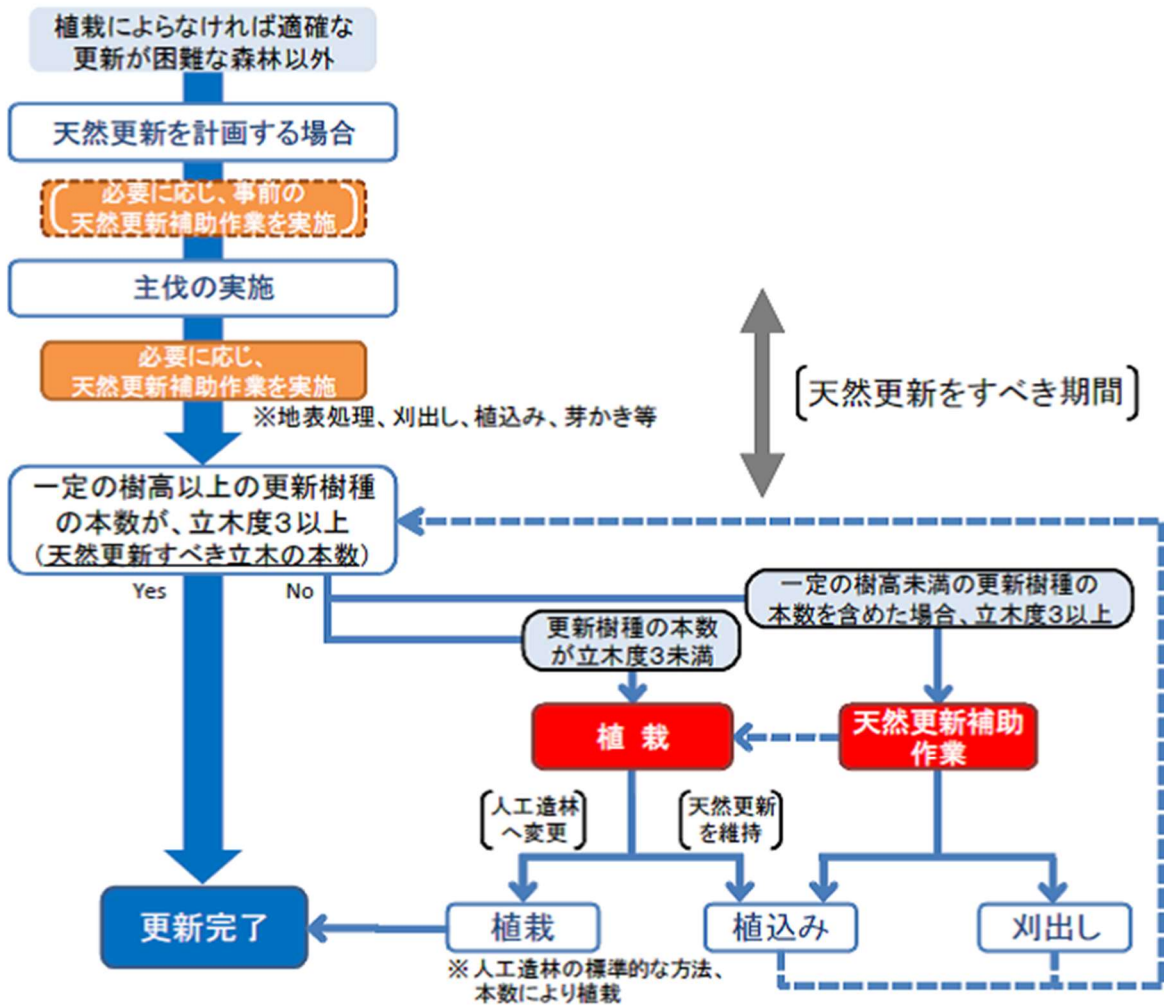 植栽によらなければ適確な
更新が困難な森林以外
天然更新を計画する場合
必要に応じ、事前の
天然更新補助作業を実施
主伐の実施
必要に応じ、
天然更新補助作業を実施
※地表処理、刈出し、植込み、芽かき等
天然更新をすべき期間
一定の樹高以上の更新樹種
の本数が、立木度3以上
(天然更新すべき立木の本数)
Yes
No
一定の樹高未満の更新樹種の
本数を含めた場合、立木度3以上
更新樹種の本数
が立木度3未満
植 栽
天然更新補助
作業
人工造林
へ変更
天然更新
を維持
更新完了
植栽
植込み
刈出し
※人工造林の標準的な方法、
本数により植栽